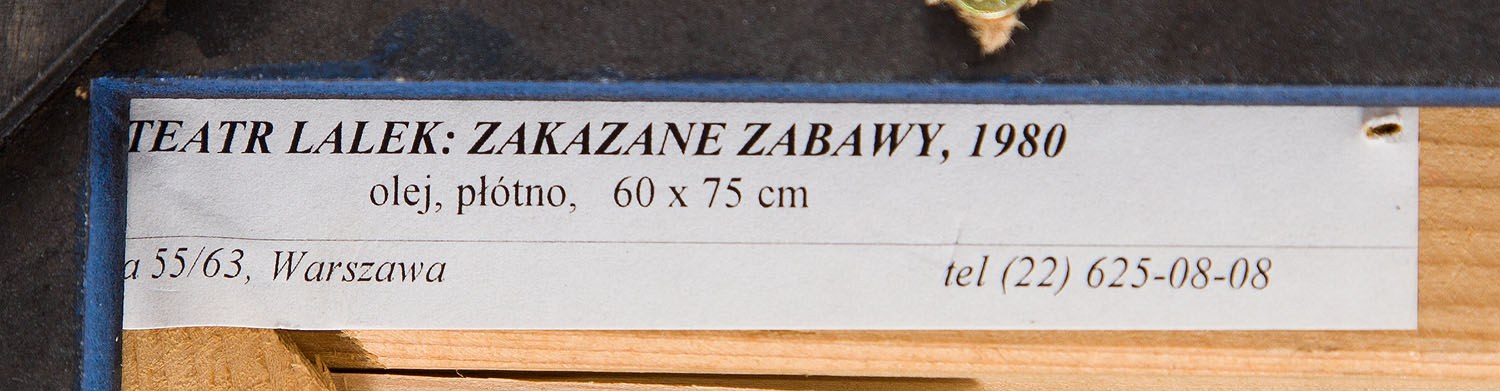 TEATR LALEK: ZAKAZANE ZABAWY, 1980
olej, płótno, 60 x 75 cm
a 55/63, Warszawa tel (22) 625-08-08